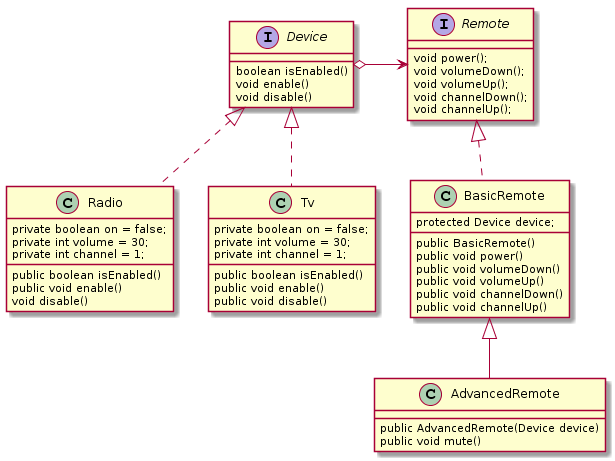 I Device
boolean isEnabled()
void enable()
void disable()
I Remote
void power();
void volumeDown();
void volumeUp();
void channelDown();
void channelUp();
C Radio
private boolean on = false;
private int volume = 30;
private int channel = 1;
public boolean isEnabled()
public void enable()
void disable()
C Tv
private boolean on = false;
private int volume = 30;
private int channel = 1;
public boolean isEnabled()
public void enable()
public void disable()
C BasicRemote
protected Device device;
public BasicRemote()
public void power()
public void volumeDown()
public void volumeUp()
public void channelDown()
public void channelUp()
C AdvancedRemote
public AdvancedRemote(Device device)
public void mute()